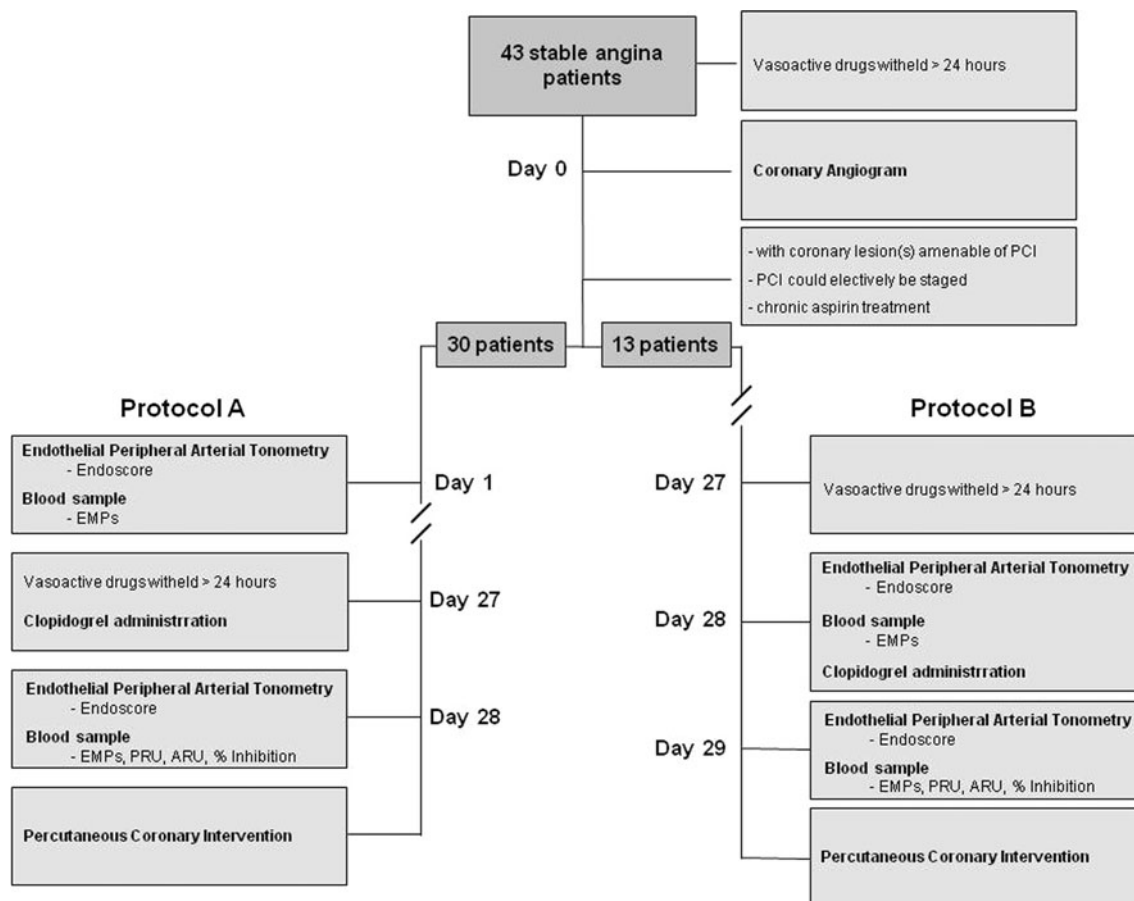 43 stable angina
patients
Vasoactive drugs witheld > 24 hours
Day 0
Coronary Angiogram
- with coronary lesion(s) amenable of PCI
- PCI could electively be staged
- chronic aspirin treatment
30 patients
13 patients
Protocol A
Endothelial Peripheral Arterial Tonometry
- Endoscore
Blood sample
- EMPs
Day 1
Vasoactive drugs witheld > 24 hours
Clopidogrel administrration
Day 27
Endothelial Peripheral Arterial Tonometry
- Endoscore
Blood sample
- EMPs, PRU, ARU, % Inhibition
Day 28
Percutaneous Coronary Intervention
Protocol B
Day 27
Vasoactive drugs witheld > 24 hours
Day 28
Endothelial Peripheral Arterial Tonometry
- Endoscore
Blood sample
- EMPs
Clopidogrel administrration
Day 29
Endothelial Peripheral Arterial Tonometry
- Endoscore
Blood sample
- EMPs, PRU, ARU, % Inhibition
Percutaneous Coronary Intervention